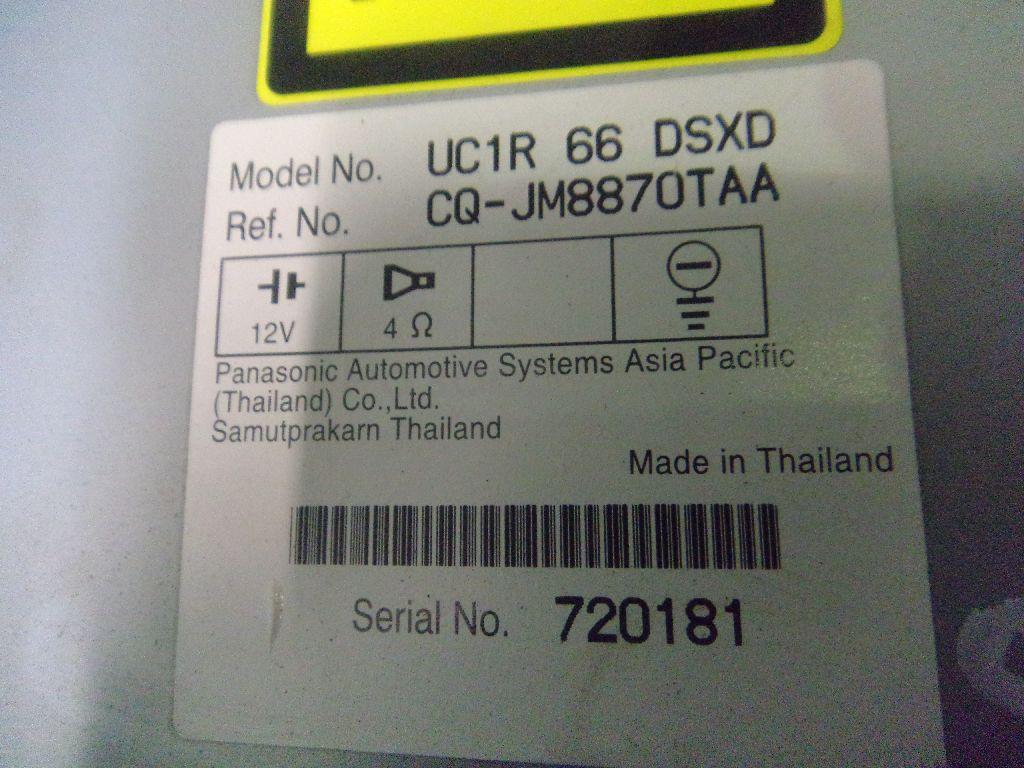 Model No. UC1R 66 DSXD
Ref. No. CQ-JM8870TAA
12V
4 Ω
Panasonic Automotive Systems Asia Pacific
(Thailand) Co.,Ltd.
Samutprakarn Thailand
Made in Thailand
Serial No. 720181